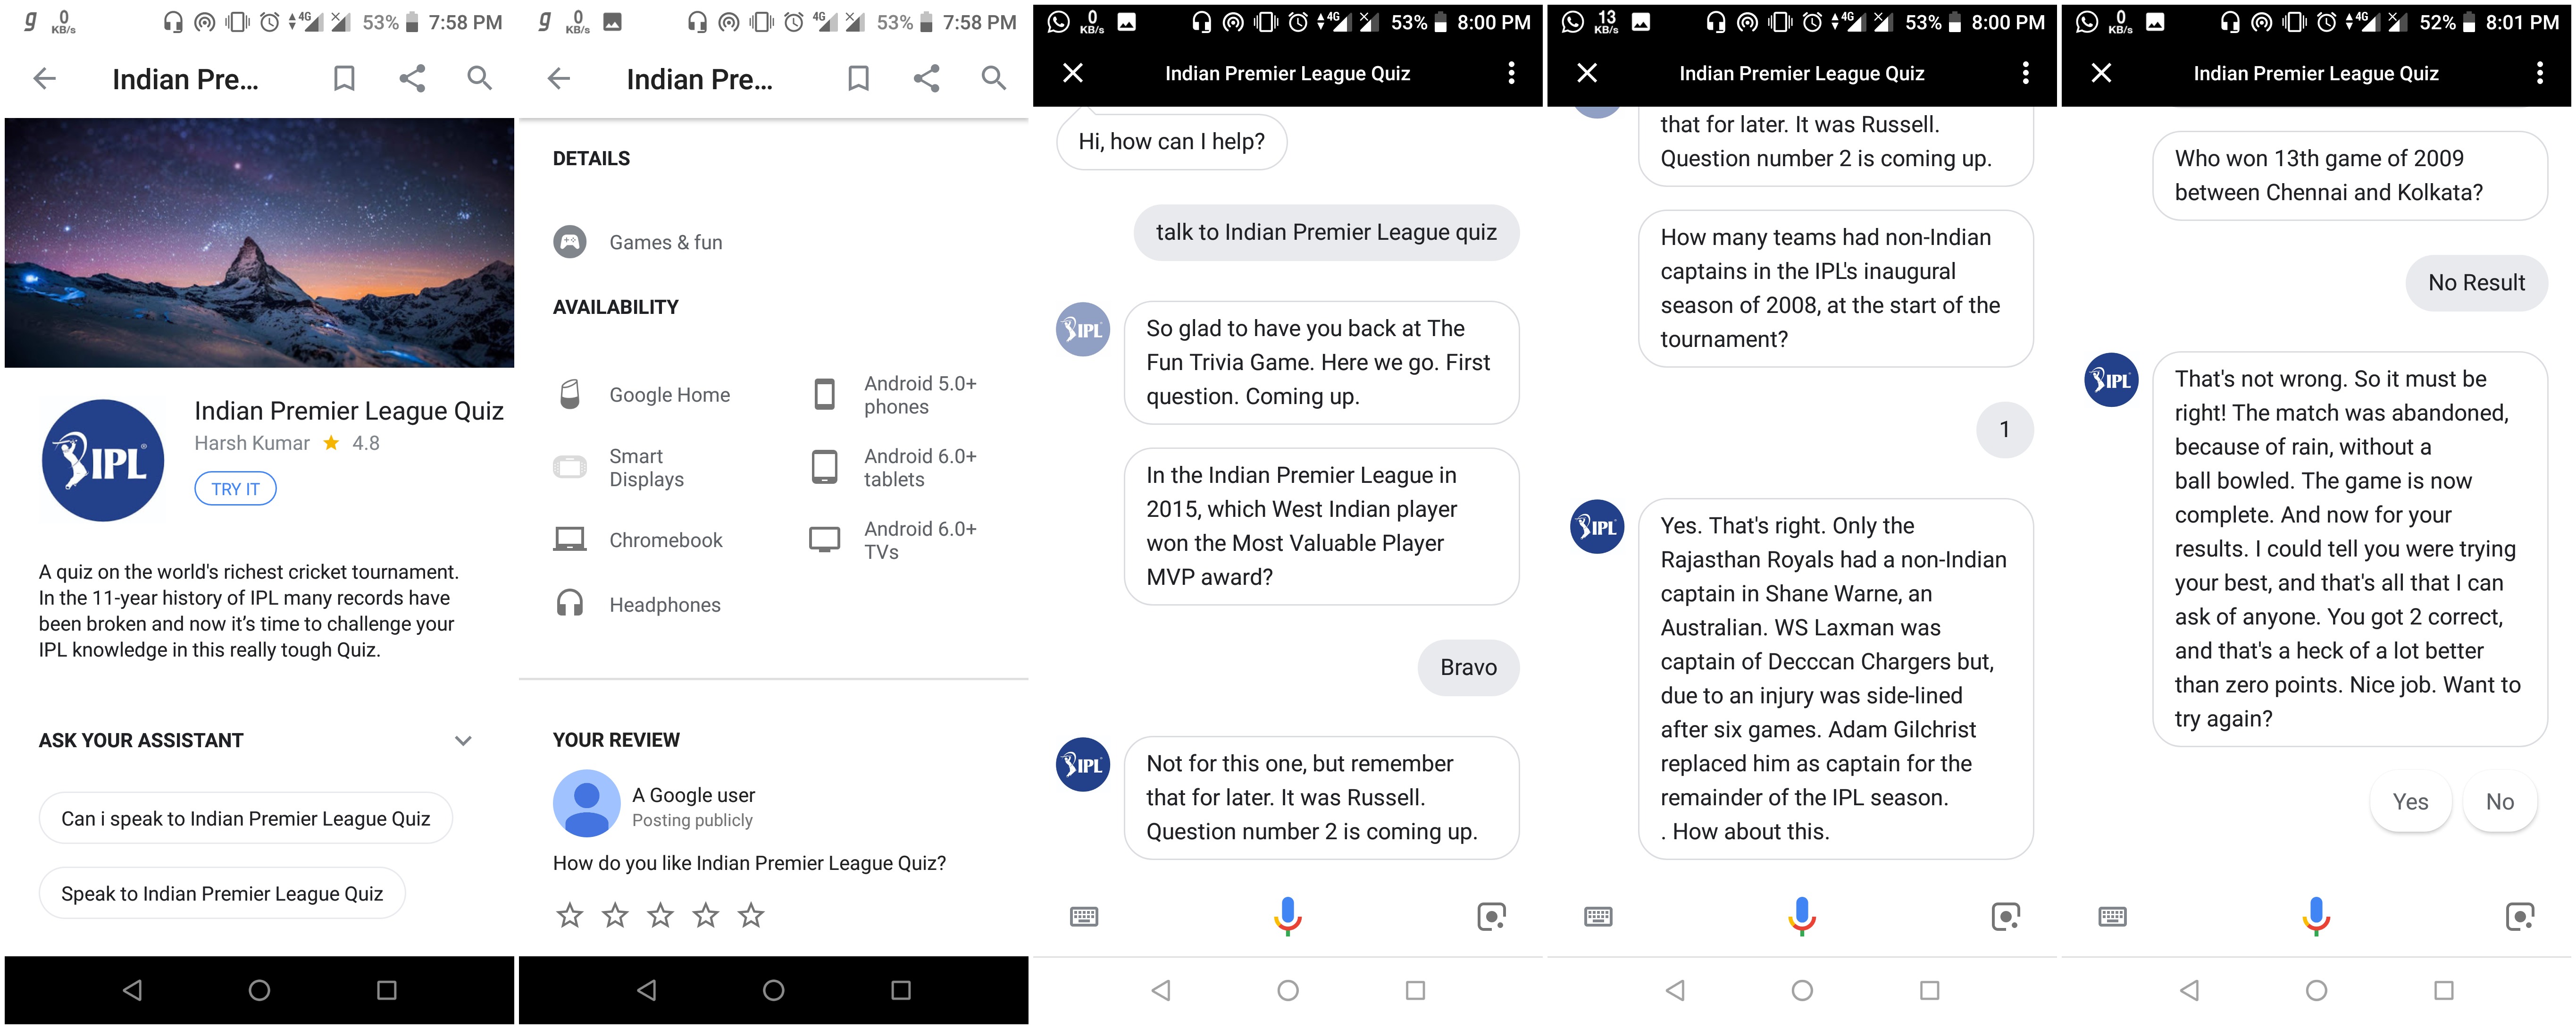 g 0 KB/s 4G 53% 7:58 PM
Indian Pre...
IPL
Indian Premier League Quiz
Harsh Kumar 4.8
TRY IT
A quiz on the world's richest cricket tournament.
In the 11-year history of IPL many records have
been broken and now it's time to challenge your
IPL knowledge in this really tough Quiz.
ASK YOUR ASSISTANT
Can i speak to Indian Premier League Quiz
Speak to Indian Premier League Quiz
g 0 KB/s 4G 53% 7:58 PM
Indian Pre...
DETAILS
Games & fun
AVAILABILITY
Google Home
Android 5.0+
phones
Smart
Displays
Android 6.0+
tablets
Chromebook
Android 6.0+
TVs
Headphones
YOUR REVIEW
A Google user
Posting publicly
How do you like Indian Premier League Quiz?
0 KB/s 4G 53% 8:00 PM
Indian Premier League Quiz
Hi, how can I help?
talk to Indian Premier League quiz
IPL
So glad to have you back at The
Fun Trivia Game. Here we go. First
question. Coming up.
In the Indian Premier League in
2015, which West Indian player
won the Most Valuable Player
MVP award?
Bravo
IPL
Not for this one, but remember
that for later. It was Russell.
Question number 2 is coming up.
13 KB/s 4G 53% 8:00 PM
Indian Premier League Quiz
that for later. It was Russell.
Question number 2 is coming up.
How many teams had non-Indian
captains in the IPL's inaugural
season of 2008, at the start of the
tournament?
1
IPL
Yes. That's right. Only the
Rajasthan Royals had a non-Indian
captain in Shane Warne, an
Australian. WS Laxman was
captain of Decccan Chargers but,
due to an injury was side-lined
after six games. Adam Gilchrist
replaced him as captain for the
remainder of the IPL season.
. How about this.
0 KB/s 4G 52% 8:01 PM
Indian Premier League Quiz
Who won 13th game of 2009
between Chennai and Kolkata?
No Result
IPL
That's not wrong. So it must be
right! The match was abandoned,
because of rain, without a
ball bowled. The game is now
complete. And now for your
results. I could tell you were trying
your best, and that's all that I can
ask of anyone. You got 2 correct,
and that's a heck of a lot better
than zero points. Nice job. Want to
try again?
Yes
No